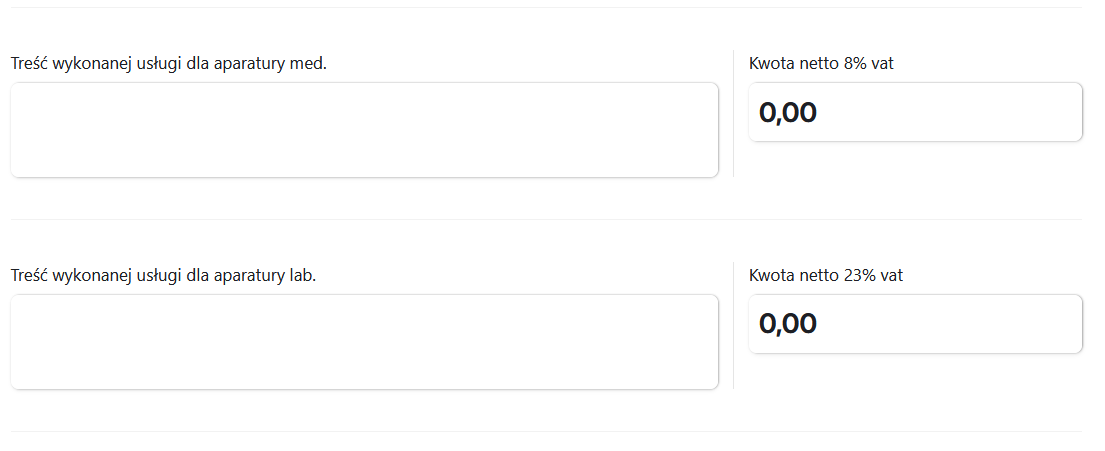 Treść wykonanej usługi dla aparatury med.
Kwota netto 8% vat
0,00
Treść wykonanej usługi dla aparatury lab.
Kwota netto 23% vat
0,00